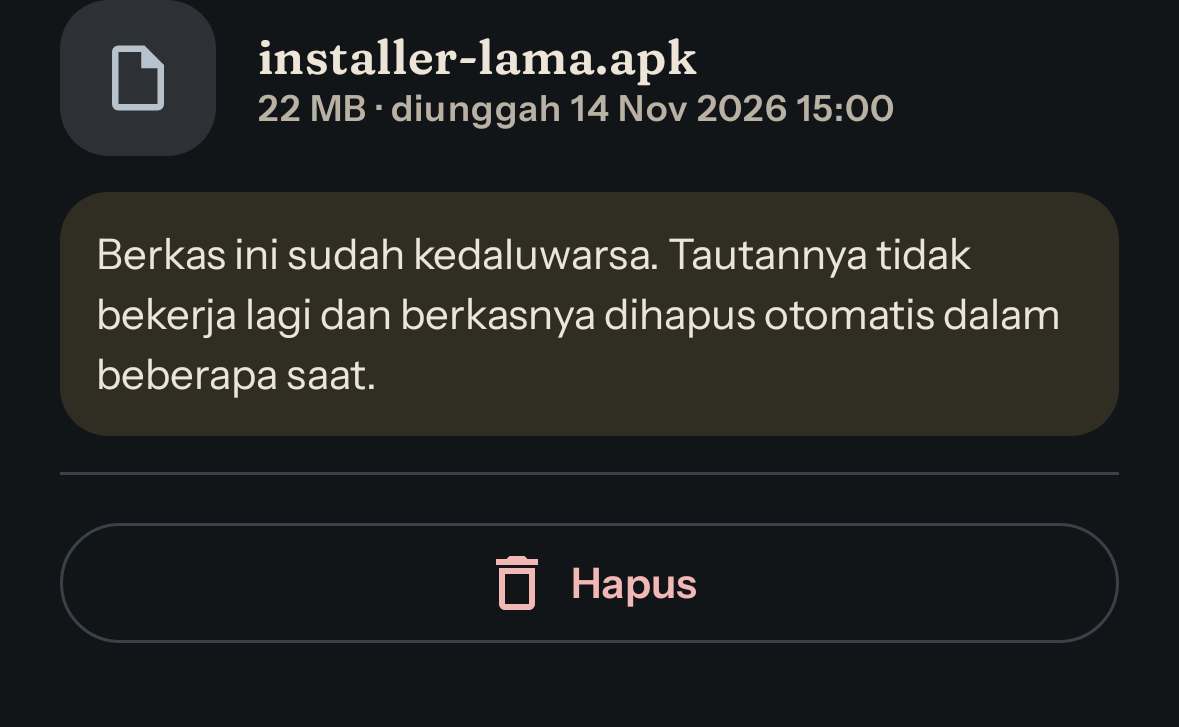 installer-lama.apk
22 MB · diunggah 14 Nov 2026 15:00
Berkas ini sudah kedaluwarsa. Tautannya tidak
bekerja lagi dan berkasnya dihapus otomatis dalam
beberapa saat.
Hapus